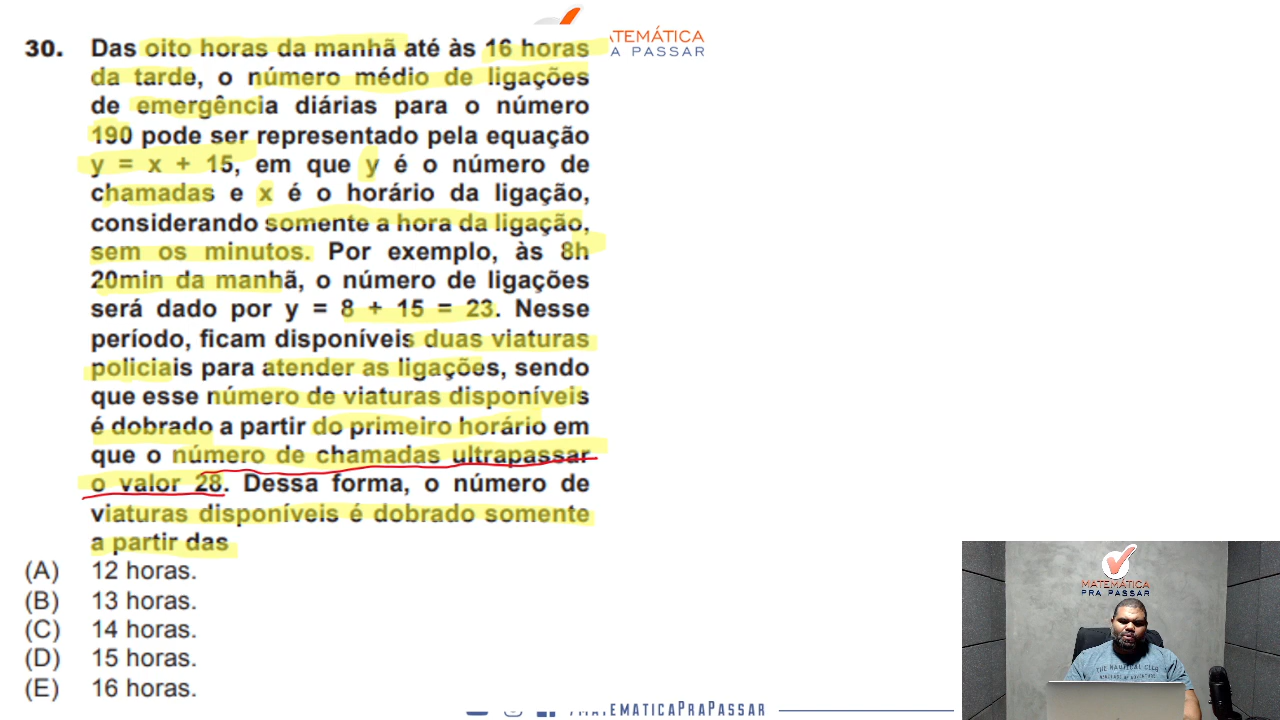 ATEMÁTICA
A PASSAR
30. Das oito horas da manhã até às 16 horas
da tarde, o número médio de ligações
de emergência diárias para o número
190 pode ser representado pela equação
y = x + 15, em que y é o número de
chamadas e x é o horário da ligação,
considerando somente a hora da ligação,
sem os minutos. Por exemplo, às 8h
20min da manhã, o número de ligações
será dado por y = 8 + 15 = 23. Nesse
período, ficam disponíveis duas viaturas
policiais para atender as ligações, sendo
que esse número de viaturas disponíveis
é dobrado a partir do primeiro horário em
que o número de chamadas ultrapassar
o valor 28. Dessa forma, o número de
viaturas disponíveis é dobrado somente
a partir das
(A) 12 horas.
(B) 13 horas.
(C) 14 horas.
(D) 15 horas.
(E) 16 horas.
MATEMÁTICA
PRA PASSAR
THE NAUTICAL CLUB
/MATEMATICAPRAPASSAR